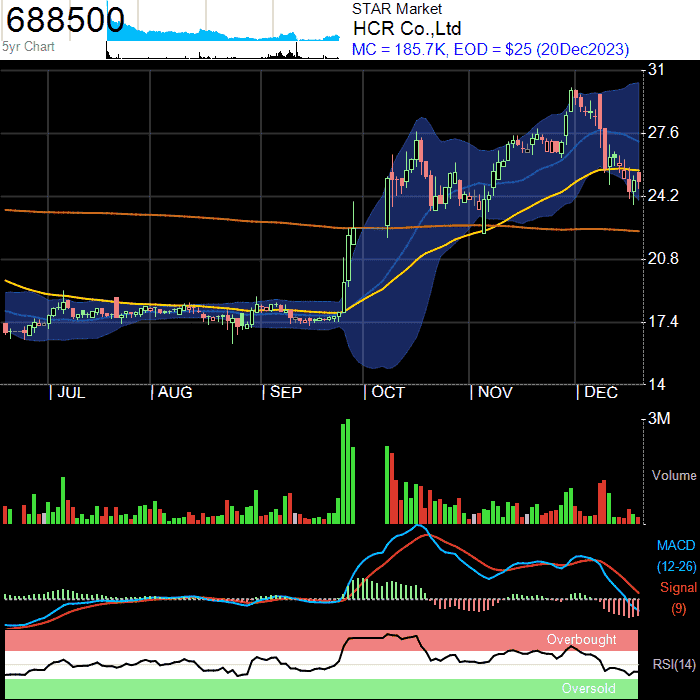 688500
5yr Chart
STAR Market
HCR Co.,Ltd
MC = 185.7K, EOD = $25 (20Dec2023)
31
27.6
24.2
20.8
17.4
14
JUL AUG SEP OCT NOV DEC
3M
Volume
MACD
(12-26)
Signal
(9)
Overbought
RSI(14)
Oversold